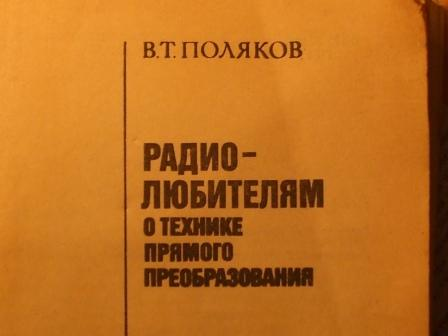 В.Т. ПОЛЯКОВ
РАДИО-
ЛЮБИТЕЛЯМ
О ТЕХНИКЕ
ПРЯМОГО
ПРЕОБРАЗОВАНИЯ